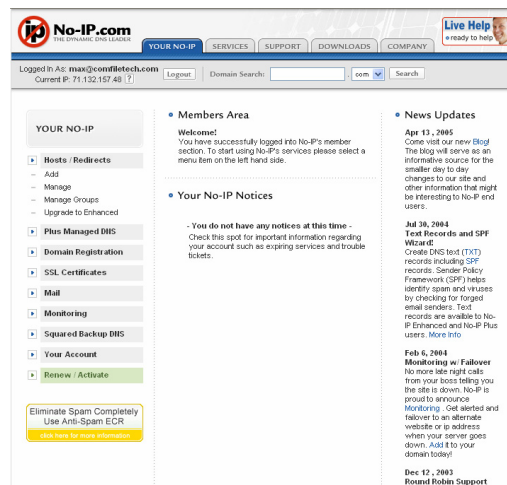 No-IP.com
THE DYNAMIC DNS LEADER
YOUR NO-IP
SERVICES
SUPPORT
DOWNLOADS
COMPANY
Live Help
ready to help
Logged In As: max@comfiletech.com
Current IP: 71.132.157.48 ?
Logout
Domain Search:
. com
Search
YOUR NO-IP
Hosts / Redirects
Add
Manage
Manage Groups
Upgrade to Enhanced
Plus Managed DNS
Domain Registration
SSL Certificates
Mail
Monitoring
Squared Backup DNS
Your Account
Renew / Activate
Eliminate Spam Completely
Use Anti-Spam ECR
click here for more information
Members Area
Welcome!
You have successfully logged into No-IP's member
section. To start using No-IP's services please select a
menu item on the left hand side.
Your No-IP Notices
- You do not have any notices at this time -
Check this spot for important information regarding
your account such as expiring services and trouble
tickets.
News Updates
Apr 13 , 2005
Come visit our new Blog!
The blog will serve as an
informative source for the
smaller day to day
changes to our site and
other information that might
be interesting to No-IP end
users.
Jul 30, 2004
Text Records and SPF
Wizard!
Create DNS text (TXT)
records including SPF
records. Sender Policy
Framework (SPF) helps
identify spam and viruses
by checking for forged
email senders. Text
records are availble to No-
IP Enhanced and No-IP Plus
users. More Info
Feb 6, 2004
Monitoring w/ Failover
No more late night calls
from your boss telling you
the site is down. No-IP is
proud to announce
Monitoring . Get alerted and
failover to an alternate
website or ip address
when your server goes
down. Add it to your
domain today!
Dec 12 , 2003
Round Robin Support